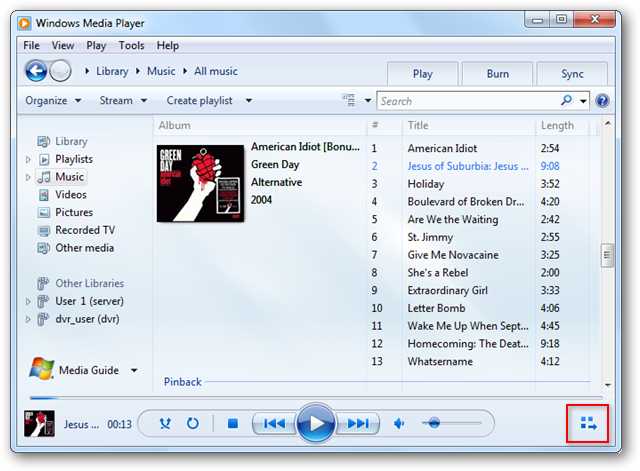 Windows Media Player
File View Play Tools Help
Library Music All music
Play Burn Sync
Organize Stream Create playlist Search
Library
Playlists
Music
Videos
Pictures
Recorded TV
Other media
Other Libraries
User 1 (server)
dvr_user (dvr)
Media Guide
Album # Title Length
GREEN DAY
american idiot
American Idiot [Bonu...
Green Day
Alternative
2004
1 American Idiot 2:54
2 Jesus of Suburbia: Jesus ... 9:08
3 Holiday 3:52
4 Boulevard of Broken Dr... 4:20
5 Are We the Waiting 2:42
6 St. Jimmy 2:55
7 Give Me Novacaine 3:25
8 She's a Rebel 2:00
9 Extraordinary Girl 3:33
10 Letter Bomb 4:06
11 Wake Me Up When Sept... 4:45
12 Homecoming: The Deat... 9:18
13 Whatsername 4:12
Pinback
Jesus ... 00:13